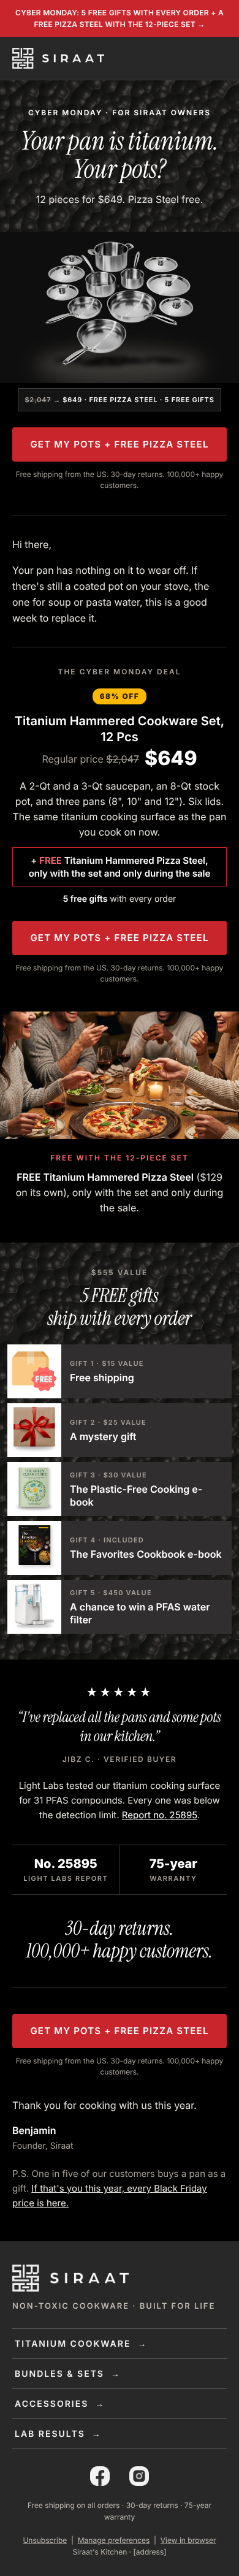 CYBER MONDAY: 5 FREE GIFTS WITH EVERY ORDER + A
FREE PIZZA STEEL WITH THE 12-PIECE SET →
SIRAAT
CYBER MONDAY · FOR SIRAAT OWNERS
Your pan is titanium.
Your pots?
12 pieces for $649. Pizza Steel free.
$2,047 → $649 · FREE PIZZA STEEL · 5 FREE GIFTS
GET MY POTS + FREE PIZZA STEEL
Free shipping from the US. 30-day returns. 100,000+ happy
customers.
Hi there,
Your pan has nothing on it to wear off. If
there's still a coated pot on your stove, the
one for soup or pasta water, this is a good
week to replace it.
THE CYBER MONDAY DEAL
68% OFF
Titanium Hammered Cookware Set,
12 Pcs
Regular price $2,047 $649
A 2-Qt and a 3-Qt saucepan, an 8-Qt stock
pot, and three pans (8", 10" and 12"). Six lids.
The same titanium cooking surface as the pan
you cook on now.
+ FREE Titanium Hammered Pizza Steel,
only with the set and only during the sale
5 free gifts with every order
GET MY POTS + FREE PIZZA STEEL
Free shipping from the US. 30-day returns. 100,000+ happy
customers.
FREE WITH THE 12-PIECE SET
FREE Titanium Hammered Pizza Steel ($129
on its own), only with the set and only during
the sale.
$555 VALUE
5 FREE gifts
ship with every order
FREE
GIFT 1 · $15 VALUE
Free shipping
GIFT 2 · $25 VALUE
A mystery gift
GIFT 3 · $30 VALUE
The Plastic-Free Cooking e-
book
GIFT 4 · INCLUDED
The Favorites Cookbook e-book
GIFT 5 · $450 VALUE
A chance to win a PFAS water
filter
★★★★★
“I've replaced all the pans and some pots
in our kitchen.”
JIBZ C. · VERIFIED BUYER
Light Labs tested our titanium cooking surface
for 31 PFAS compounds. Every one was below
the detection limit. Report no. 25895.
No. 25895
LIGHT LABS REPORT
75-year
WARRANTY
30-day returns.
100,000+ happy customers.
GET MY POTS + FREE PIZZA STEEL
Free shipping from the US. 30-day returns. 100,000+ happy
customers.
Thank you for cooking with us this year.
Benjamin
Founder, Siraat
P.S. One in five of our customers buys a pan as a
gift. If that's you this year, every Black Friday
price is here.
SIRAAT
NON-TOXIC COOKWARE · BUILT FOR LIFE
TITANIUM COOKWARE →
BUNDLES & SETS →
ACCESSORIES →
LAB RESULTS →
Free shipping on all orders · 30-day returns · 75-year
warranty
Unsubscribe | Manage preferences | View in browser
Siraat's Kitchen · [address]